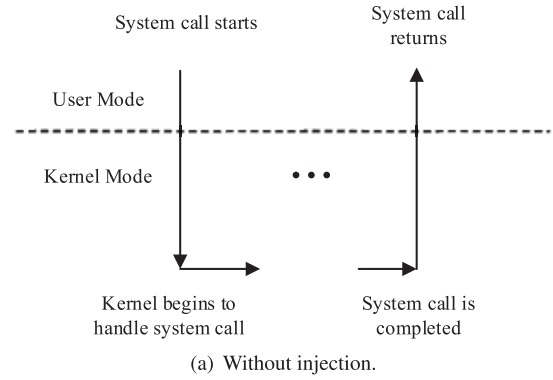 System call starts
System call
returns
User Mode
Kernel Mode
Kernel begins to
handle system call
System call is
completed
(a) Without injection.